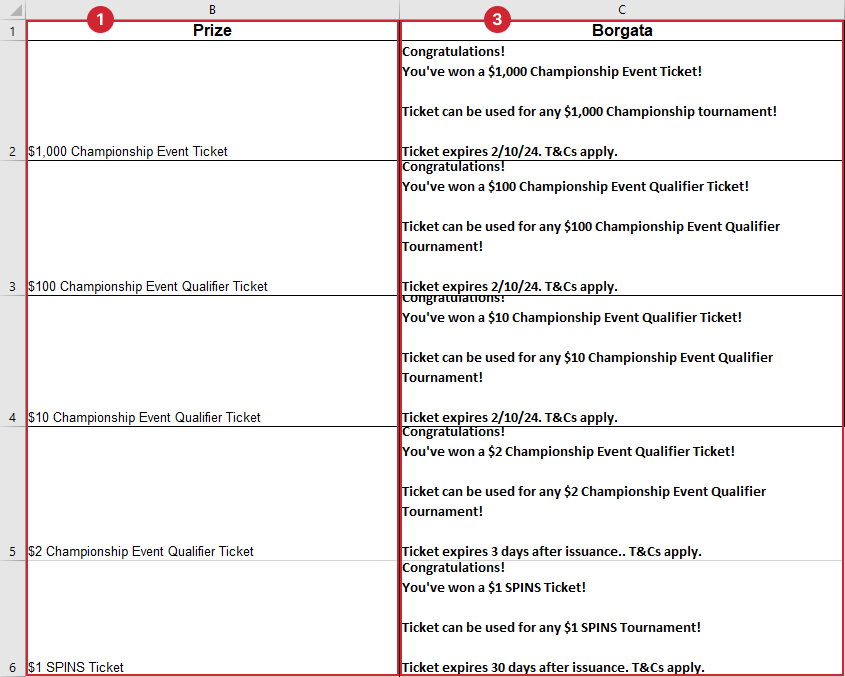 B
C
1
3
1
Prize
Borgata
Congratulations!
You've won a $1,000 Championship Event Ticket!
Ticket can be used for any $1,000 Championship tournament!
2
$1,000 Championship Event Ticket
Ticket expires 2/10/24. T&Cs apply.
Congratulations!
You've won a $100 Championship Event Qualifier Ticket!
Ticket can be used for any $100 Championship Event Qualifier
Tournament!
3
$100 Championship Event Qualifier Ticket
Ticket expires 2/10/24. T&Cs apply.
Congratulations!
You've won a $10 Championship Event Qualifier Ticket!
Ticket can be used for any $10 Championship Event Qualifier
Tournament!
4
$10 Championship Event Qualifier Ticket
Ticket expires 2/10/24. T&Cs apply.
Congratulations!
You've won a $2 Championship Event Qualifier Ticket!
Ticket can be used for any $2 Championship Event Qualifier
Tournament!
5
$2 Championship Event Qualifier Ticket
Ticket expires 3 days after issuance.. T&Cs apply.
Congratulations!
You've won a $1 SPINS Ticket!
Ticket can be used for any $1 SPINS Tournament!
6
$1 SPINS Ticket
Ticket expires 30 days after issuance. T&Cs apply.